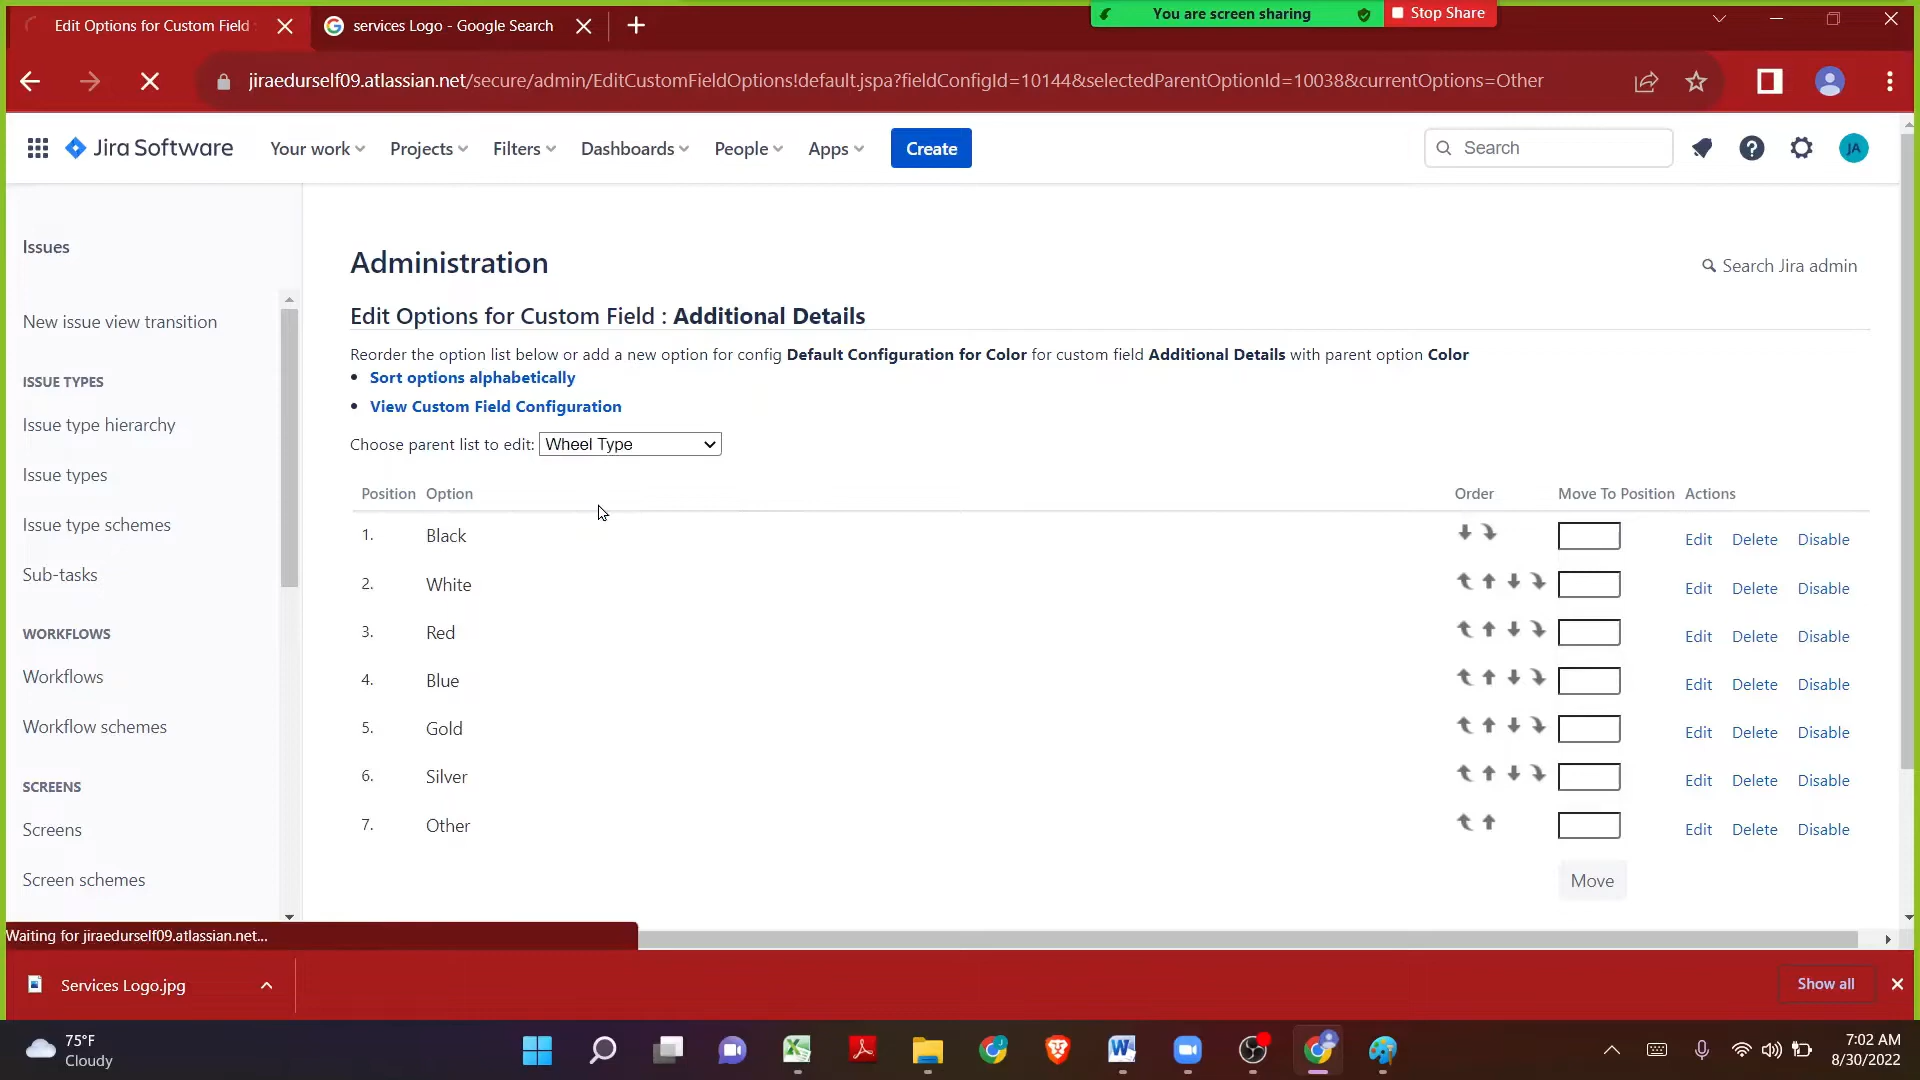 Edit Options for Custom Field
services Logo - Google Search
You are screen sharing
Stop Share
jiraedurself09.atlassian.net/secure/admin/EditCustomFieldOptions!default.jspa?fieldConfigId=10144&selectedParentOptionId=10038&currentOptions=Other
Jira Software
Your work
Projects
Filters
Dashboards
People
Apps
Create
Search
JA
Issues
New issue view transition
ISSUE TYPES
Issue type hierarchy
Issue types
Issue type schemes
Sub-tasks
WORKFLOWS
Workflows
Workflow schemes
SCREENS
Screens
Screen schemes
Administration
Search Jira admin
Edit Options for Custom Field : Additional Details
Reorder the option list below or add a new option for config Default Configuration for Color for custom field Additional Details with parent option Color
• Sort options alphabetically
• View Custom Field Configuration
Choose parent list to edit: Wheel Type
Position Option Order Move To Position Actions
1. Black Edit Delete Disable
2. White Edit Delete Disable
3. Red Edit Delete Disable
4. Blue Edit Delete Disable
5. Gold Edit Delete Disable
6. Silver Edit Delete Disable
7. Other Edit Delete Disable
Move
Waiting for jiraedurself09.atlassian.net...
Services Logo.jpg
Show all
75°F
Cloudy
7:02 AM
8/30/2022